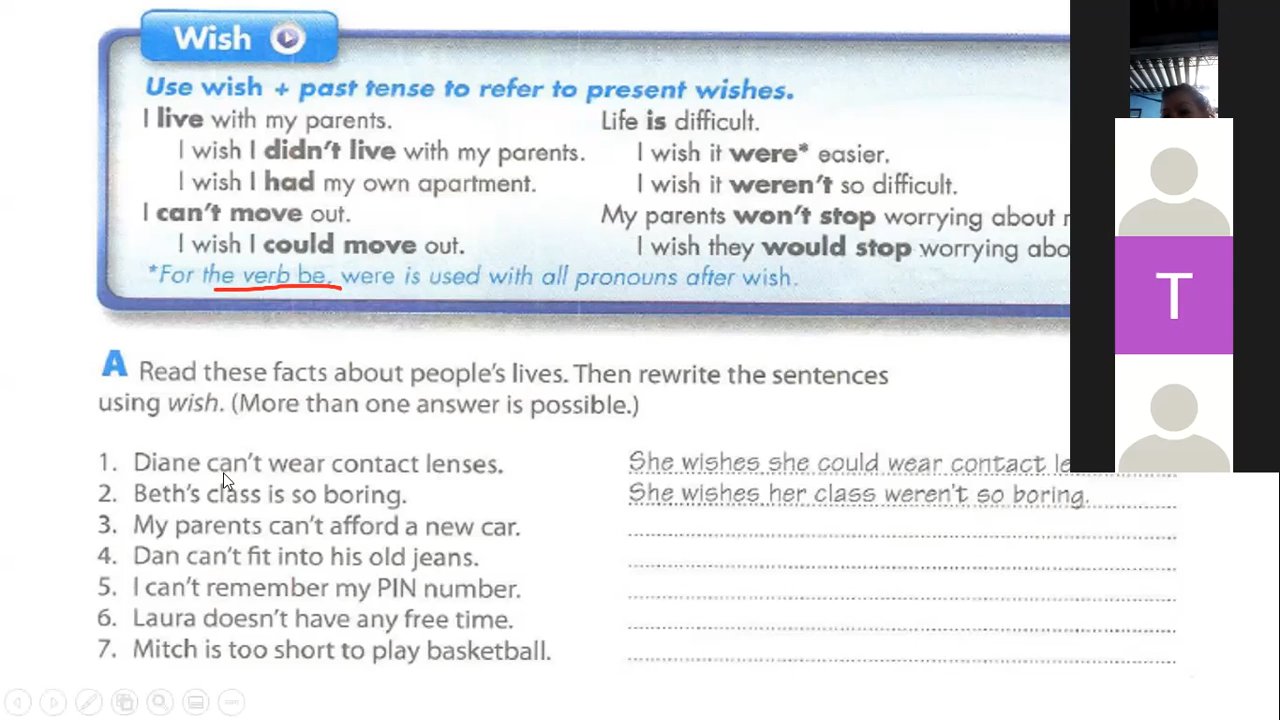 Wish
Use wish + past tense to refer to present wishes.
I live with my parents.
I wish I didn't live with my parents.
I wish I had my own apartment.
I can't move out.
I wish I could move out.
Life is difficult.
I wish it were* easier.
I wish it weren't so difficult.
My parents won't stop worrying about
I wish they would stop worrying
*For the verb be, were is used with all pronouns after wish.
A Read these facts about people's lives. Then rewrite the sentences
using wish. (More than one answer is possible.)
1. Diane can't wear contact lenses. She wishes she could wear contact
2. Beth's class is so boring. She wishes her class weren't so boring.
3. My parents can't afford a new car.
4. Dan can't fit into his old jeans.
5. I can't remember my PIN number.
6. Laura doesn't have any free time.
7. Mitch is too short to play basketball.
T